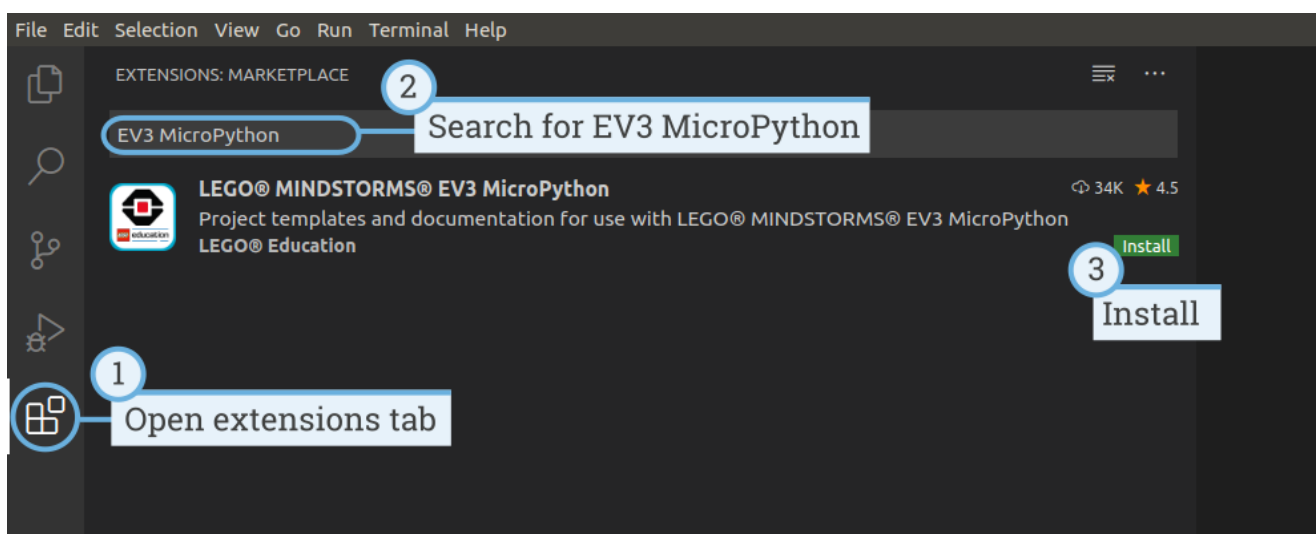 File Edit Selection View Go Run Terminal Help
EXTENSIONS: MARKETPLACE
2
EV3 MicroPython
Search for EV3 MicroPython
LEGO® MINDSTORMS® EV3 MicroPython
34K ★ 4.5
Project templates and documentation for use with LEGO® MINDSTORMS® EV3 MicroPython
education
LEGO® Education
Install
3
Install
1
Open extensions tab